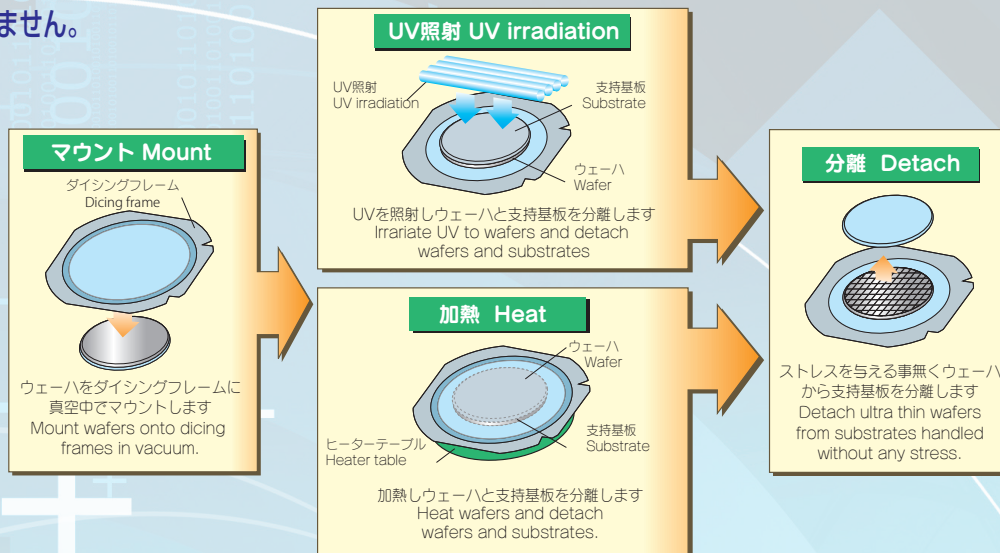 ません。
マウント Mount
ダイシングフレーム
Dicing frame
ウェーハをダイシングフレームに
真空中でマウントします
Mount wafers onto dicing
frames in vacuum.
UV照射 UV irradiation
UV照射
UV irradiation
支持基板
Substrate
ウェーハ
Wafer
UVを照射しウェーハと支持基板を分離します
Irrariate UV to wafers and detach
wafers and substrates
加熱 Heat
ウェーハ
Wafer
支持基板
Substrate
ヒーターテーブル
Heater table
加熱しウェーハと支持基板を分離します
Heat wafers and detach
wafers and substrates.
分離 Detach
ストレスを与える事無くウェーハ
から支持基板を分離します
Detach ultra thin wafers
from substrates handled
without any stress.